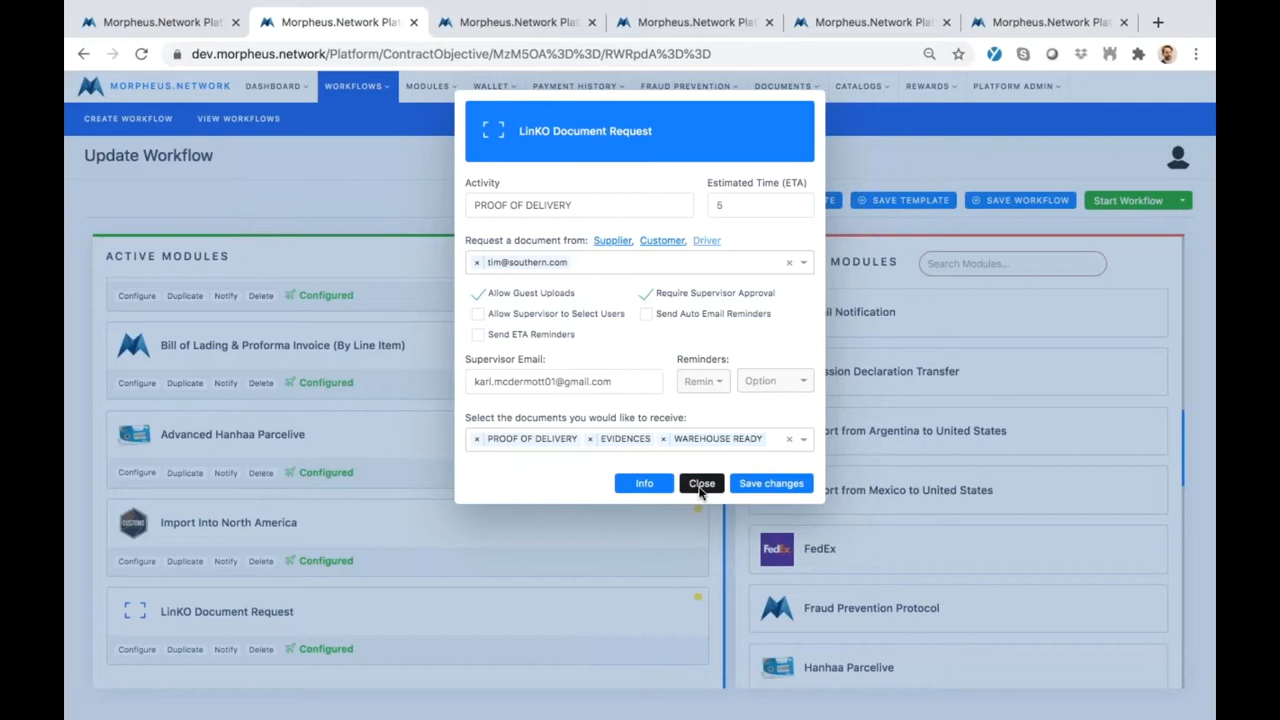 Morpheus.Network Plat
Morpheus.Network Plat
Morpheus.Network Plat
Morpheus.Network Plat
Morpheus.Network Plat
Morpheus.Network Plat
dev.morpheus.network/Platform/ContractObjective/MzM5OA%3D%3D/RWRpdA%3D%3D
MORPHEUS.NETWORK DASHBOARD WORKFLOWS MODULES WALLET PAYMENT HISTORY FRAUD PREVENTION DOCUMENTS CATALOGS REWARDS PLATFORM ADMIN
CREATE WORKFLOW VIEW WORKFLOWS
Update Workflow
TE SAVE TEMPLATE SAVE WORKFLOW Start Workflow
ACTIVE MODULES
Configure Duplicate Notify Delete Configured
Bill of Lading & Proforma Invoice (By Line Item)
Configure Duplicate Notify Delete Configured
Advanced Hanhaa Parcelive
Configure Duplicate Notify Delete Configured
CUSTOMS
Import Into North America
Configure Duplicate Notify Delete Configured
LinKO Document Request
Configure Duplicate Notify Delete Configured
LinKO Document Request
Activity Estimated Time (ETA)
PROOF OF DELIVERY 5
Request a document from: Supplier, Customer, Driver
× tim@southern.com ×
Allow Guest Uploads Require Supervisor Approval
Allow Supervisor to Select Users Send Auto Email Reminders
Send ETA Reminders
Supervisor Email: Reminders:
karl.mcdermott01@gmail.com Remin Option
Select the documents you would like to receive:
× PROOF OF DELIVERY × EVIDENCES × WAREHOUSE READY ×
Info Close Save changes
MODULES Search Modules...
il Notification
ssion Declaration Transfer
ort from Argentina to United States
ort from Mexico to United States
FedEx FedEx
Fraud Prevention Protocol
Hanhaa Parcelive